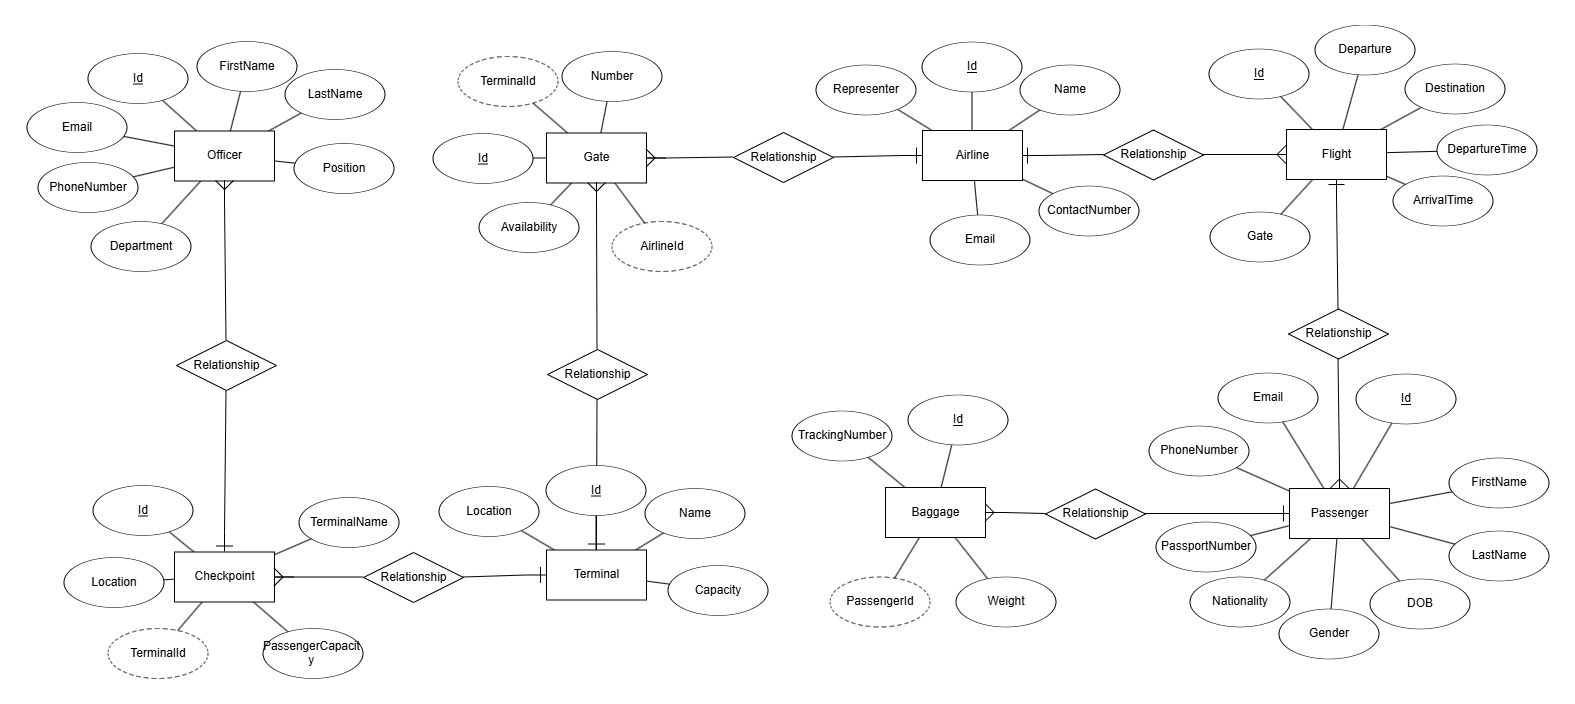 Id
FirstName
LastName
Email
Officer
Position
PhoneNumber
Department
TerminalId
Number
Id
Gate
Availability
AirlineId
Relationship
Representer
Id
Name
Airline
ContactNumber
Email
Relationship
Id
Departure
Destination
Flight
DepartureTime
ArrivalTime
Gate
Relationship
Relationship
Relationship
Id
TerminalName
Location
Checkpoint
TerminalId
PassengerCapacit
y
Relationship
Location
Id
Name
Terminal
Capacity
TrackingNumber
Id
Baggage
PassengerId
Weight
Relationship
Email
Id
PhoneNumber
FirstName
Passenger
PassportNumber
LastName
Nationality
DOB
Gender